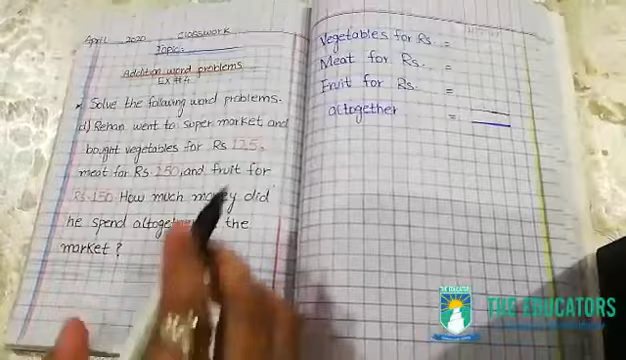 April 2020 Classwork
Topic:
Addition word problems
EX #4
Solve the following word problems.
d) Rehan went to super market and
bought vegetables for Rs 125,
meat for Rs 250, and fruit for
RS.150. How much money did
he spend the
market?
Vegetables for Rs. =
Meat for Rs. =
Fruit for Rs. =
altogether =
THE EDUCATORS